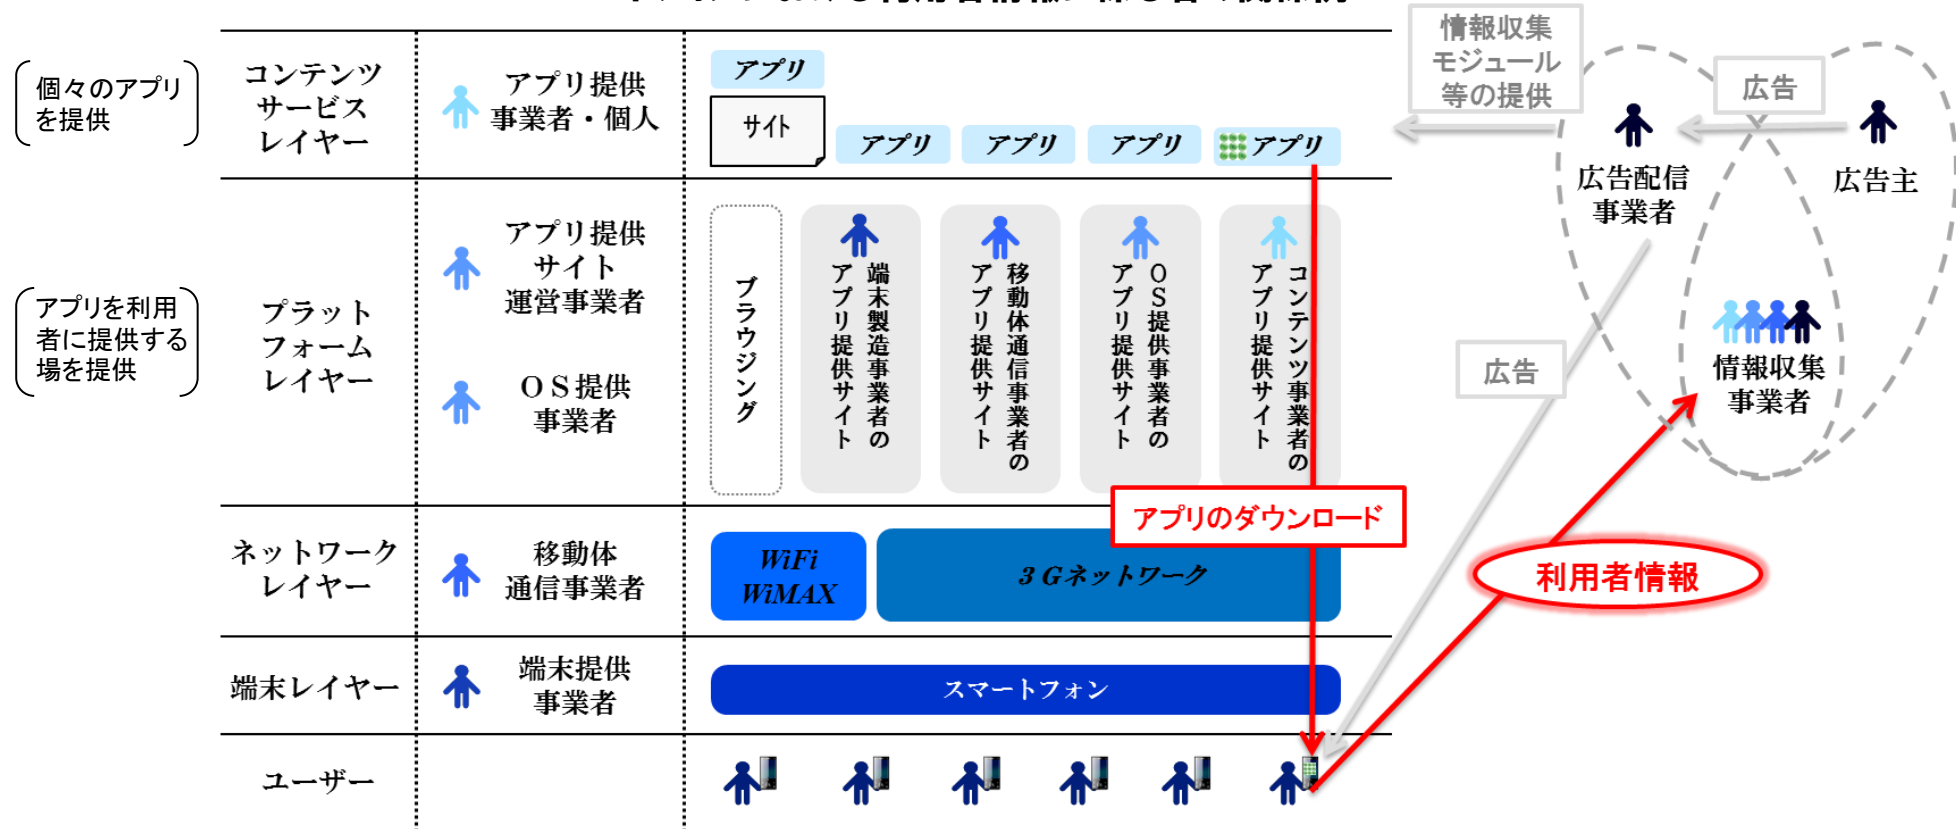 個々のアプリ
を提供
コンテンツ
サービス
レイヤー
アプリ提供
事業者・個人
アプリ
サイト
アプリ
アプリ
アプリ
アプリ
情報収集
モジュール
等の提供
広告
広告配信
事業者
広告主
アプリを利用
者に提供する
場を提供
プラット
フォーム
レイヤー
アプリ提供
サイト
運営事業者
ＯＳ提供
事業者
ブラウジング
端末製造事業者の
アプリ提供サイト
移動体通信事業者の
アプリ提供サイト
ＯＳ提供事業者の
アプリ提供サイト
コンテンツ事業者の
アプリ提供サイト
情報収集
事業者
広告
アプリのダウンロード
利用者情報
ネットワーク
レイヤー
移動体
通信事業者
WiFi
WiMAX
３Gネットワーク
端末レイヤー
端末提供
事業者
スマートフォン
ユーザー